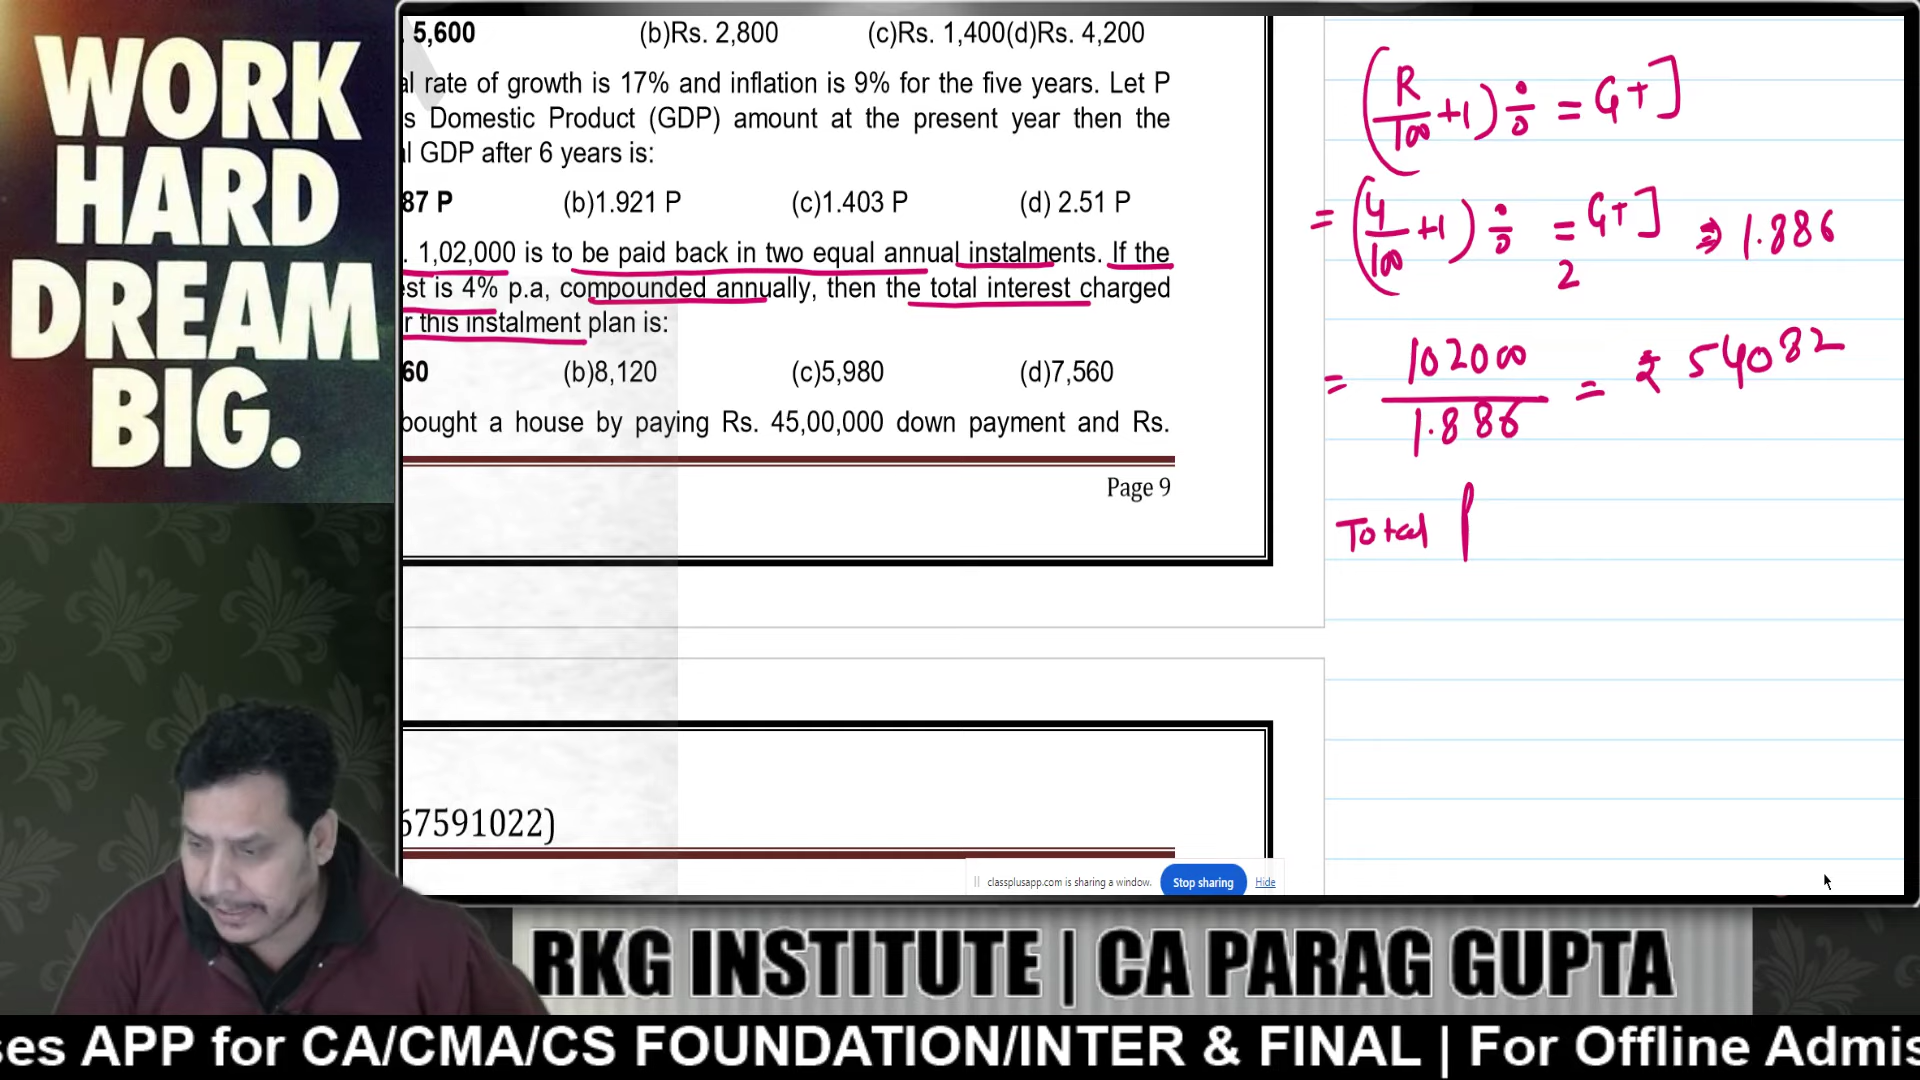 WORK
HARD
DREAM
BIG.
. 5,600 (b)Rs. 2,800 (c)Rs. 1,400(d)Rs. 4,200
al rate of growth is 17% and inflation is 9% for the five years. Let P
s Domestic Product (GDP) amount at the present year then the
l GDP after 6 years is:
87 P (b)1.921 P (c)1.403 P (d) 2.51 P
. 1,02,000 is to be paid back in two equal annual instalments. If the
est is 4% p.a, compounded annually, then the total interest charged
r this instalment plan is:
60 (b)8,120 (c)5,980 (d)7,560
bought a house by paying Rs. 45,00,000 down payment and Rs.
Page 9
67591022)
classplusapp.com is sharing a window. Stop sharing Hide
(R/100 +1) ÷ = GT]
= (4/100 +1) ÷ = GT] ⇒ 1.886
2
= 102000/1.886 = ₹ 54082
Total P
RKG INSTITUTE | CA PARAG GUPTA
ses APP for CA/CMA/CS FOUNDATION/INTER & FINAL | For Offline Admis